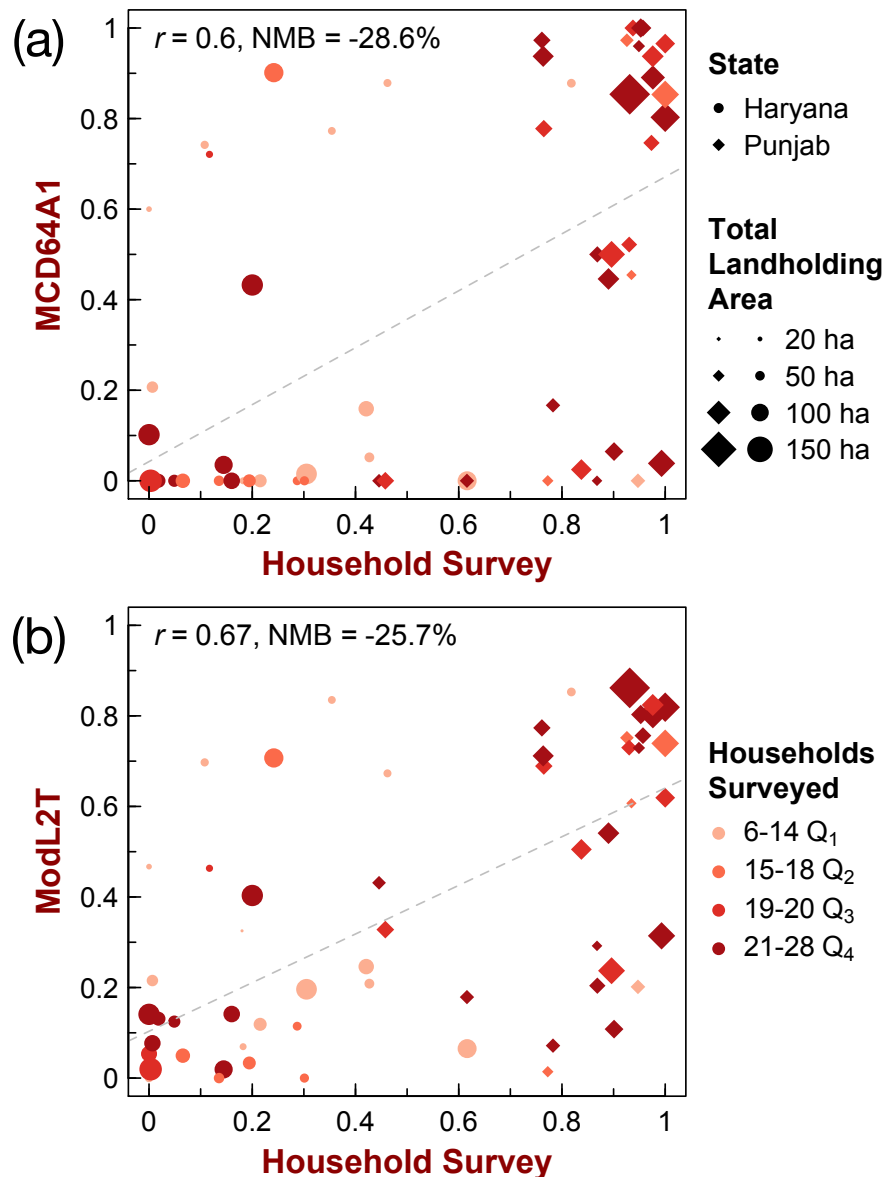 (a)
r = 0.6, NMB = -28.6%
1
0.8
0.6
0.4
0.2
0
MCD64A1
0 0.2 0.4 0.6 0.8 1
Household Survey
State
Haryana
Punjab
Total
Landholding
Area
20 ha
50 ha
100 ha
150 ha
(b)
r = 0.67, NMB = -25.7%
1
0.8
0.6
0.4
0.2
0
ModL2T
0 0.2 0.4 0.6 0.8 1
Household Survey
Households
Surveyed
6-14 Q₁
15-18 Q₂
19-20 Q₃
21-28 Q₄